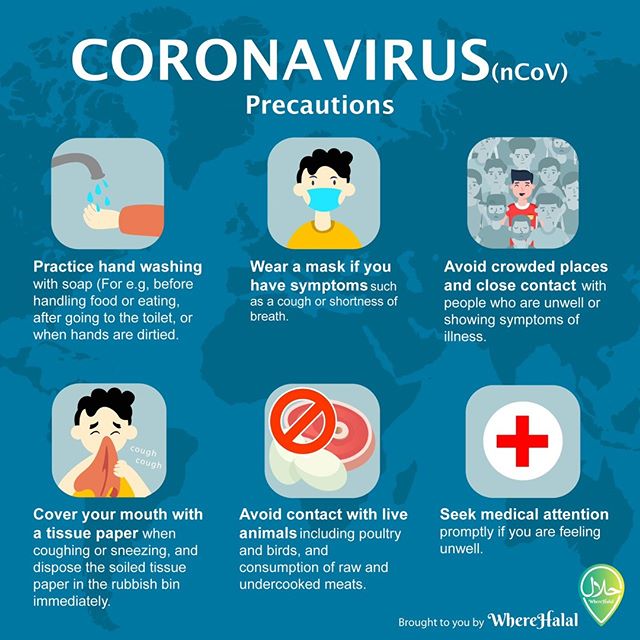 CORONAVIRUS(nCoV)
Precautions
Practice hand washing
with soap (For e.g, before
handling food or eating,
after going to the toilet, or
when hands are dirtied.
Wear a mask if you
have symptoms such
as a cough or shortness of
breath.
Avoid crowded places
and close contact with
people who are unwell or
showing symptoms of
illness.
cough
cough
Cover your mouth with
a tissue paper when
coughing or sneezing, and
dispose the soiled tissue
paper in the rubbish bin
immediately.
Avoid contact with live
animals including poultry
and birds, and
consumption of raw and
undercooked meats.
Seek medical attention
promptly if you are feeling
unwell.
حلال
WhereHalal
Brought to you by WhereHalal